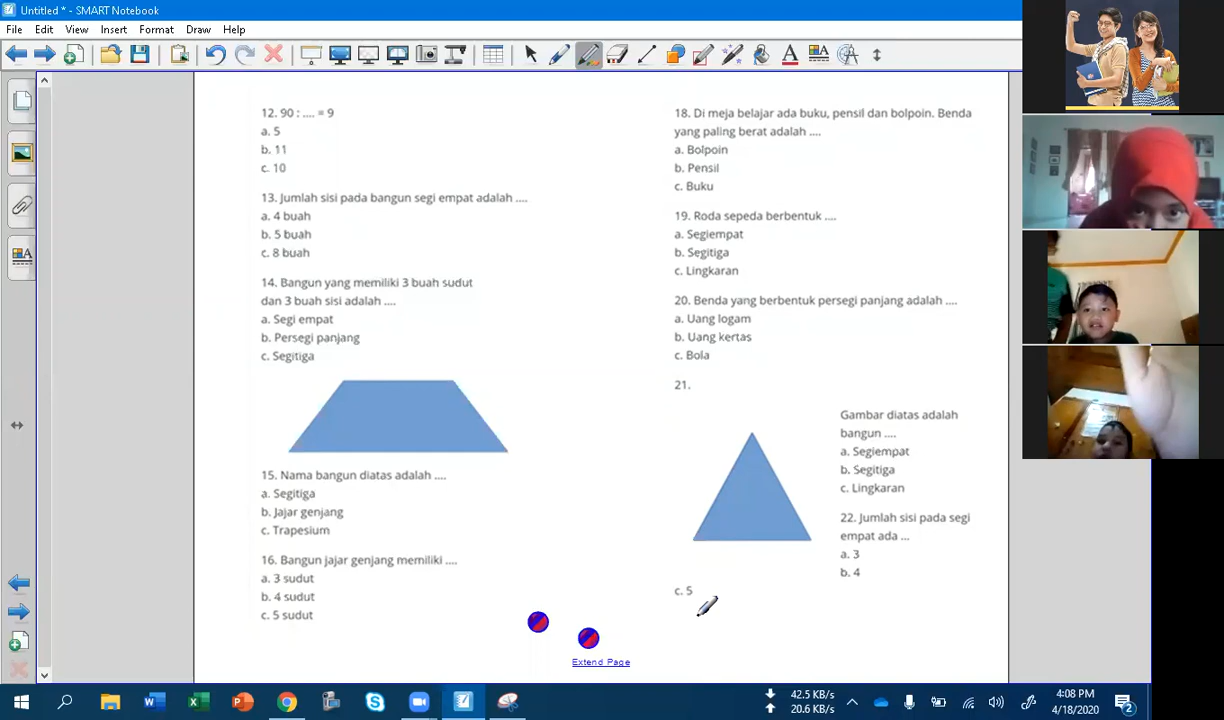 Untitled * - SMART Notebook
File Edit View Insert Format Draw Help
12. 90 : .... = 9
a. 5
b. 11
c. 10
13. Jumlah sisi pada bangun segi empat adalah ....
a. 4 buah
b. 5 buah
c. 8 buah
14. Bangun yang memiliki 3 buah sudut
dan 3 buah sisi adalah ....
a. Segi empat
b. Persegi panjang
c. Segitiga
15. Nama bangun diatas adalah ....
a. Segitiga
b. Jajar genjang
c. Trapesium
16. Bangun jajar genjang memiliki ....
a. 3 sudut
b. 4 sudut
c. 5 sudut
18. Di meja belajar ada buku, pensil dan bolpoin. Benda
yang paling berat adalah ....
a. Bolpoin
b. Pensil
c. Buku
19. Roda sepeda berbentuk ....
a. Segiempat
b. Segitiga
c. Lingkaran
20. Benda yang berbentuk persegi panjang adalah ....
a. Uang logam
b. Uang kertas
c. Bola
21.
Gambar diatas adalah
bangun ....
a. Segiempat
b. Segitiga
c. Lingkaran
22. Jumlah sisi pada segi
empat ada ...
a. 3
b. 4
c. 5
Extend Page
42.5 KB/s
20.6 KB/s
4:08 PM
4/18/2020
2